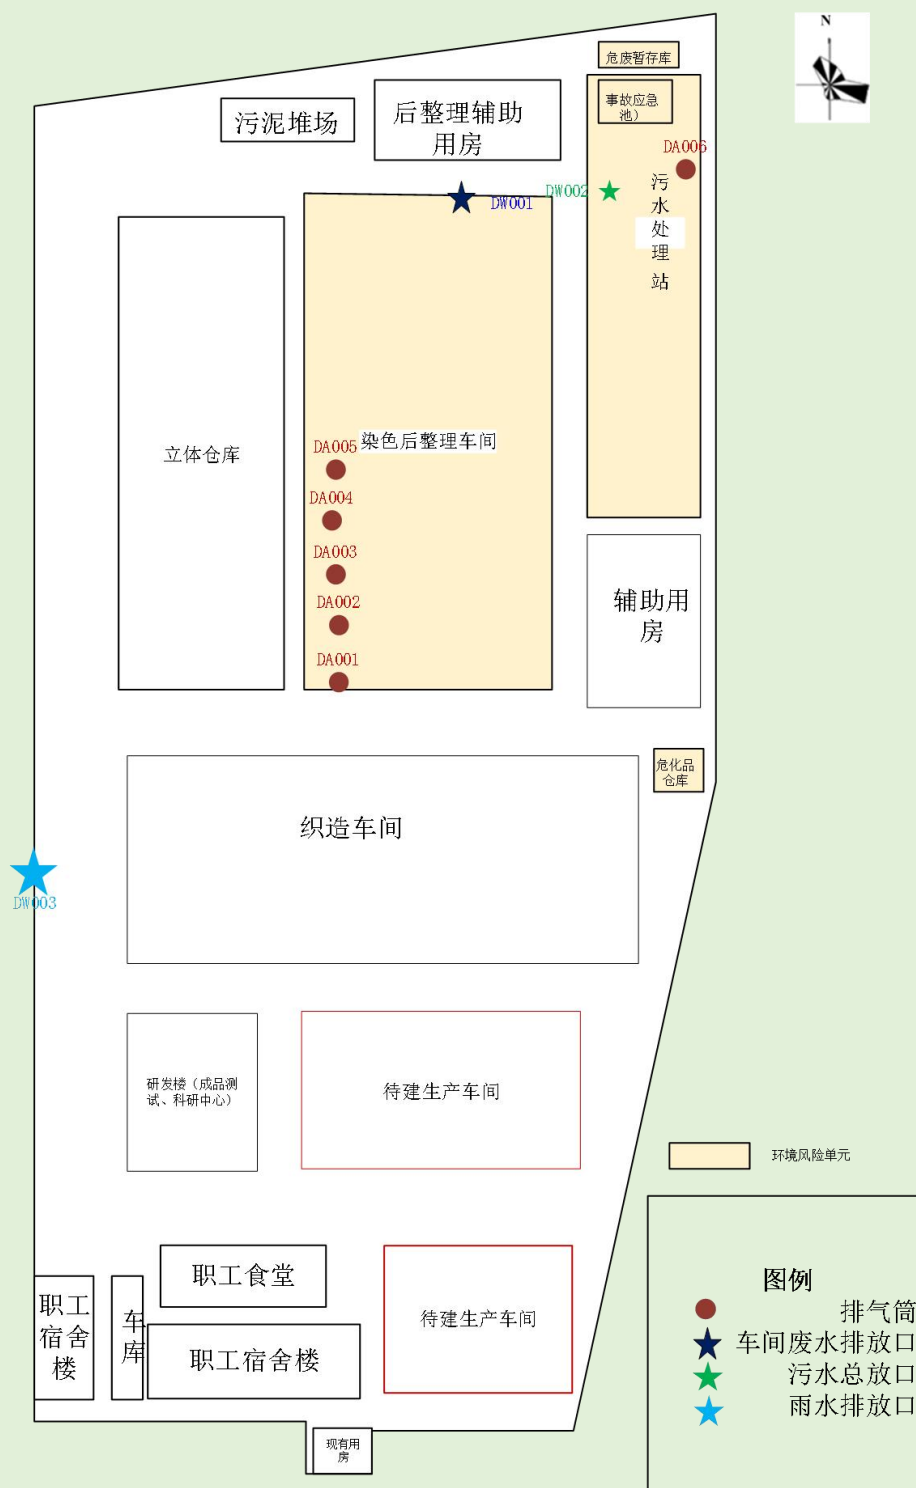 N
危废暂存库
事故应急
池）
污泥堆场
后整理辅助
用房
DA006
DW002
DW001
污
水
处
理
站
立体仓库
DA005
染色后整理车间
DA004
DA003
DA002
DA001
辅助用
房
危化品
仓库
织造车间
DW003
研发楼（成品测
试、科研中心）
待建生产车间
环境风险单元
职工食堂
职工
宿舍
楼
车
库
职工宿舍楼
待建生产车间
现有用
房
图例
排气筒
车间废水排放口
污水总放口
雨水排放口